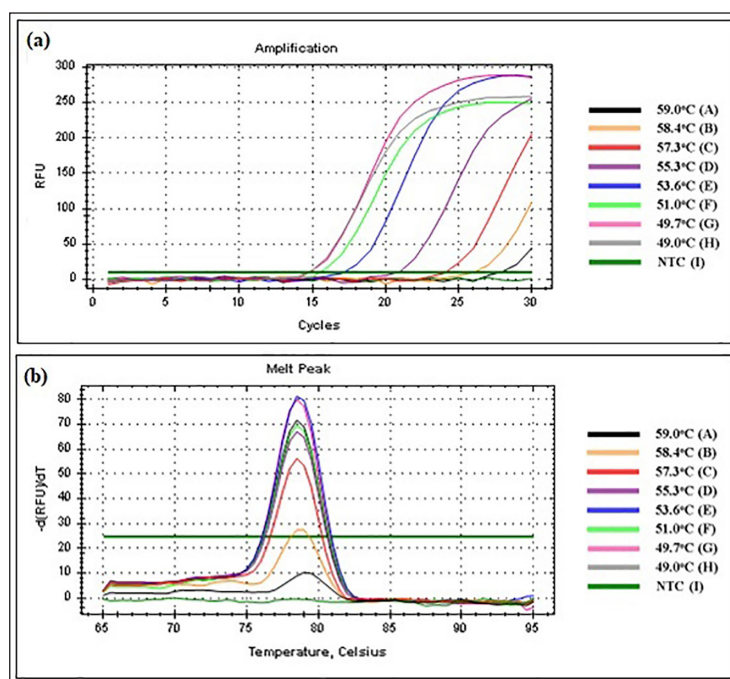 (a)
Amplification
300
250
200
150
100
50
0
RFU
0 5 10 15 20 25 30
Cycles
59.0°C (A)
58.4°C (B)
57.3°C (C)
55.3°C (D)
53.6°C (E)
51.0°C (F)
49.7°C (G)
49.0°C (H)
NTC (I)
(b)
Melt Peak
80
70
60
50
40
30
20
10
0
-d(RFU)/dT
65 70 75 80 85 90 95
Temperature, Celsius
59.0°C (A)
58.4°C (B)
57.3°C (C)
55.3°C (D)
53.6°C (E)
51.0°C (F)
49.7°C (G)
49.0°C (H)
NTC (I)